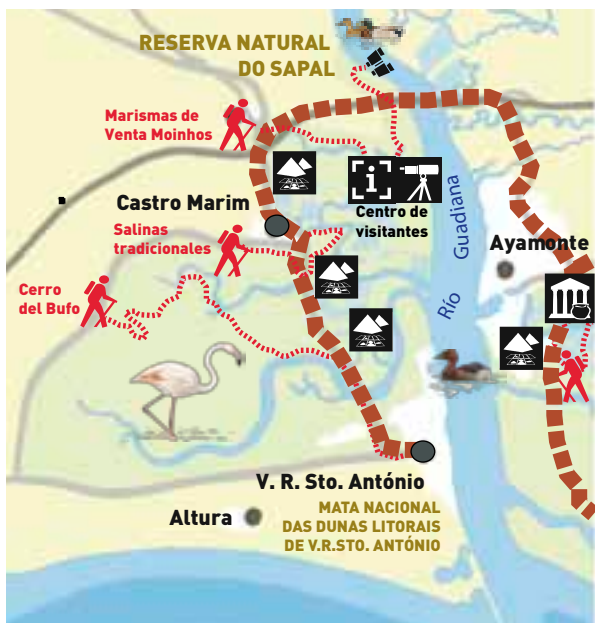 RESERVA NATURAL
DO SAPAL
Marismas de
Venta Moinhos
i
Castro Marim
Centro de
visitantes
Salinas
tradicionales
Río Guadiana
Ayamonte
Cerro
del Bufo
V. R. Sto. António
Altura
MATA NACIONAL
DAS DUNAS LITORAIS
DE V.R.STO. ANTÓNIO